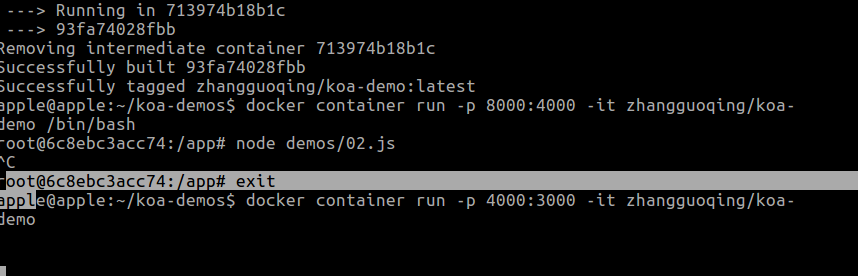 ---> Running in 713974b18b1c
---> 93fa74028fbb
Removing intermediate container 713974b18b1c
Successfully built 93fa74028fbb
Successfully tagged zhangguoqing/koa-demo:latest
apple@apple:~/koa-demos$ docker container run -p 8000:4000 -it zhangguoqing/koa-
demo /bin/bash
root@6c8ebc3acc74:/app# node demos/02.js
^C
root@6c8ebc3acc74:/app# exit
apple@apple:~/koa-demos$ docker container run -p 4000:3000 -it zhangguoqing/koa-
demo